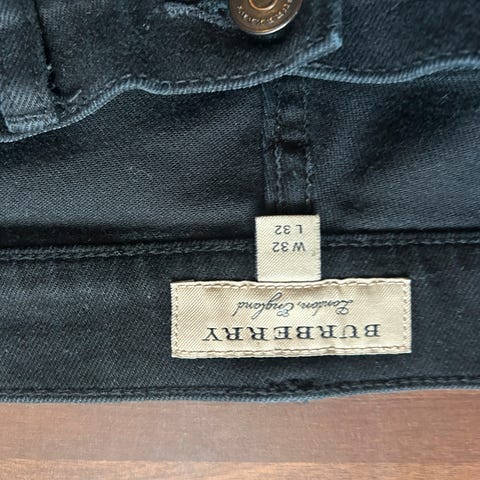 BURBERRY
London, England
W 32
L 32